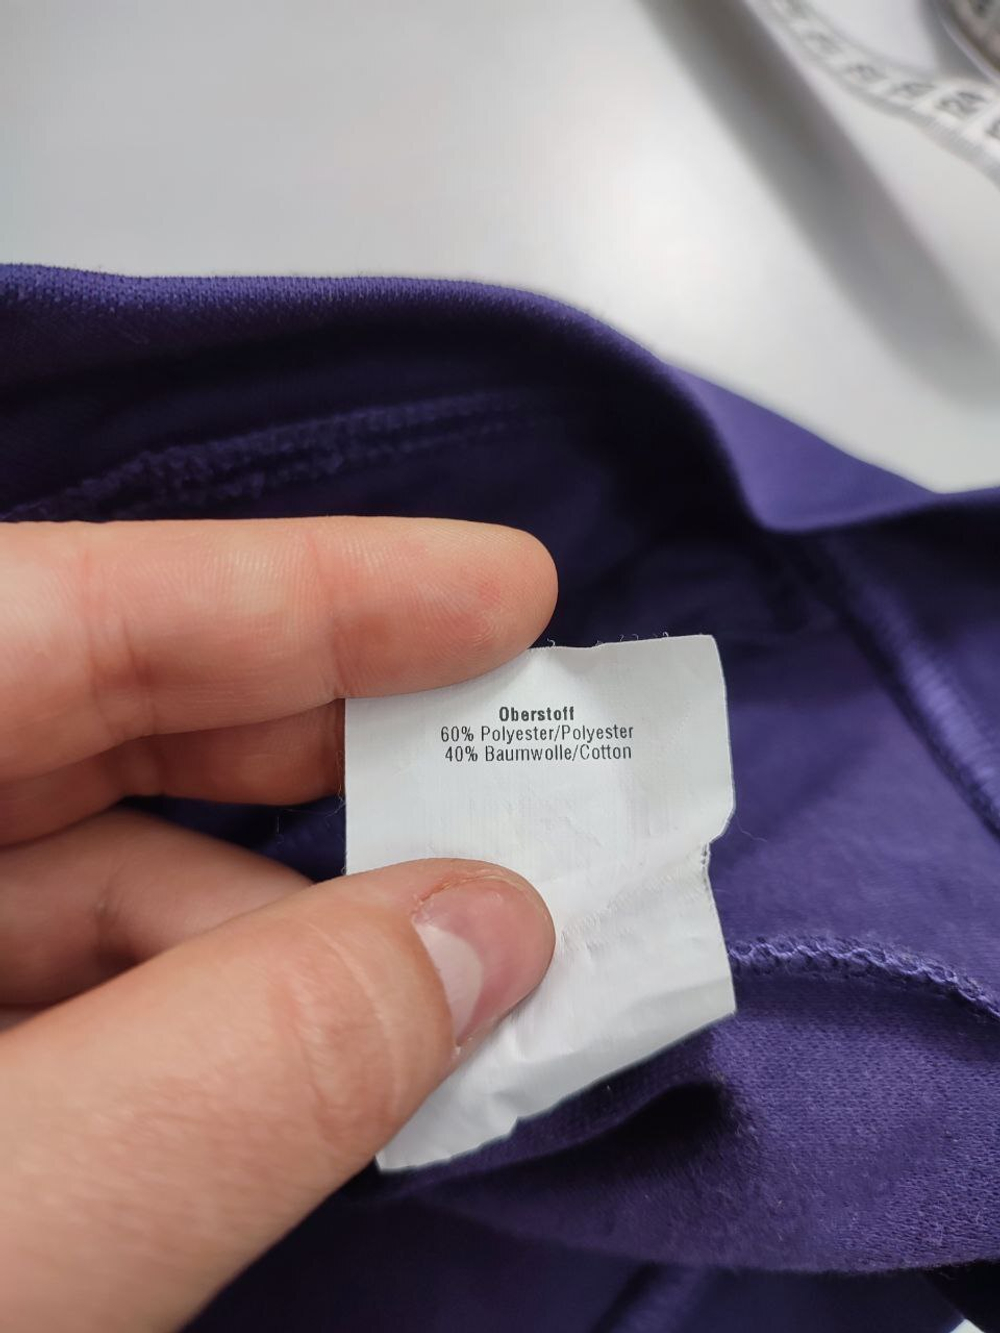 Oberstoff
60% Polyester/Polyester
40% Baumwolle/Cotton